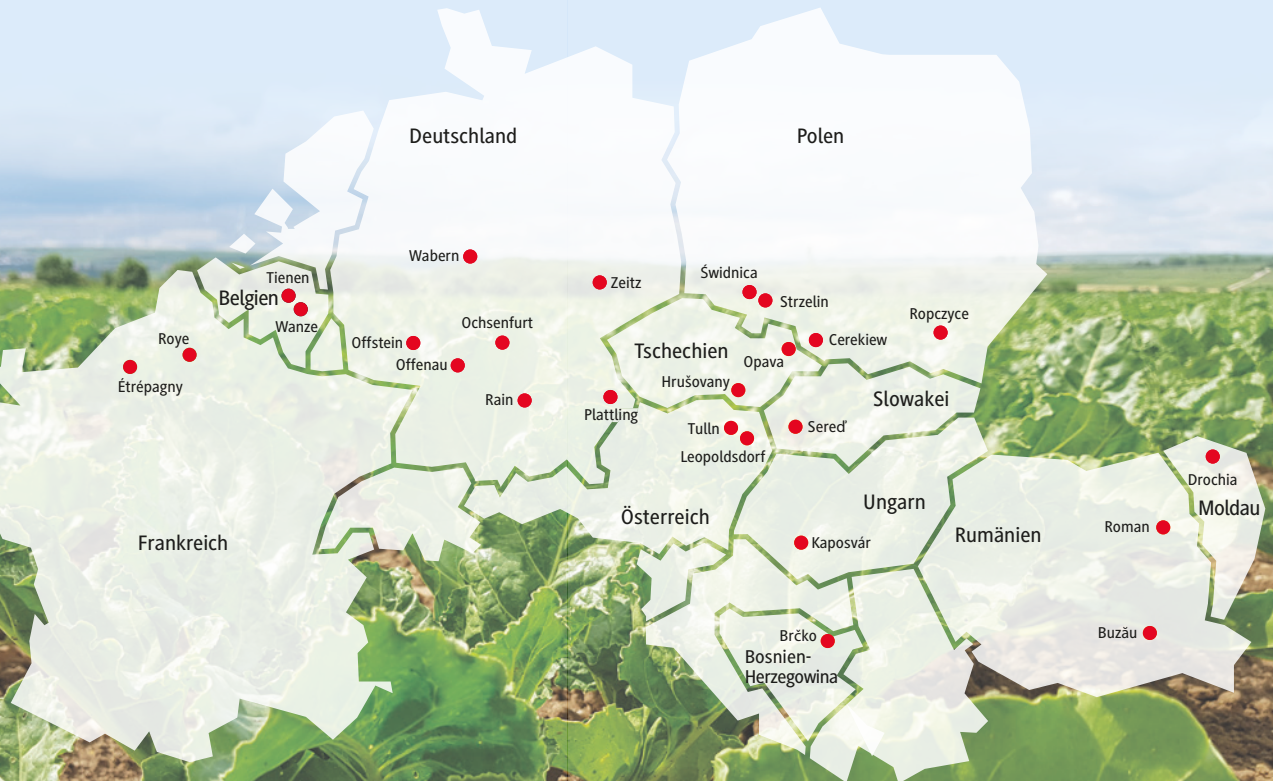 Deutschland
Polen
Wabern
Zeitz
Świdnica
Strzelin
Tienen
Belgien
Wanze
Ochsenfurt
Ropczyce
Roye
Offstein
Offenau
Cerekiew
Tschechien
Opava
Étrépagny
Hrušovany
Rain
Plattling
Slowakei
Tulln
Sereď
Leopoldsdorf
Drochia
Moldau
Ungarn
Österreich
Roman
Rumänien
Frankreich
Kaposvár
Brčko
Buzău
Bosnien-
Herzegowina